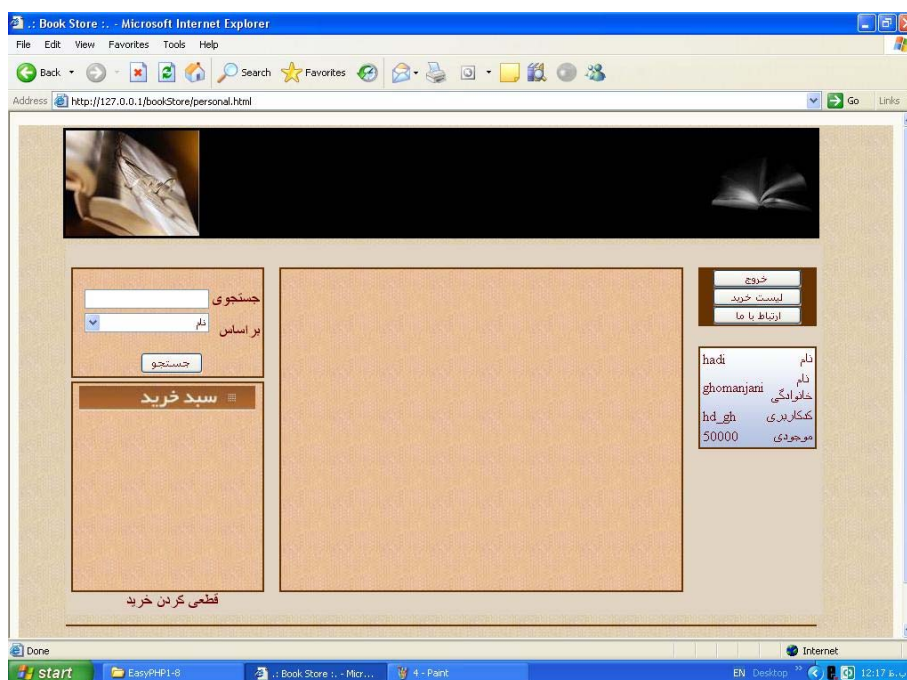 .: Book Store :. - Microsoft Internet Explorer
File Edit View Favorites Tools Help
Back Search Favorites
Address http://127.0.0.1/bookStore/personal.html Go Links
جستجوی
بر اساس نام
جستجو
سبد خرید
قطعی کردن خرید
خروج
لیست خرید
ارتباط با ما
نام hadi
نام خانوادگی ghomanjani
کدکاربری hd_gh
موجودی 50000
Done Internet
start EasyPHP1-8 .: Book Store :. - Micr... 4 - Paint EN Desktop 12:17 ق.ظ